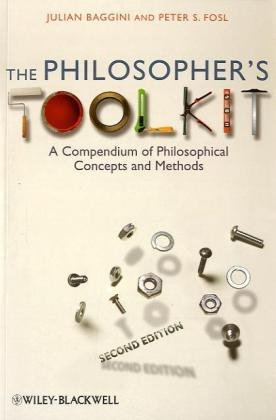 JULIAN BAGGINI AND PETER S. FOSL
THE PHILOSOPHER'S
TOOLKIT
A Compendium of Philosophical
Concepts and Methods
SECOND EDITION
WILEY-BLACKWELL